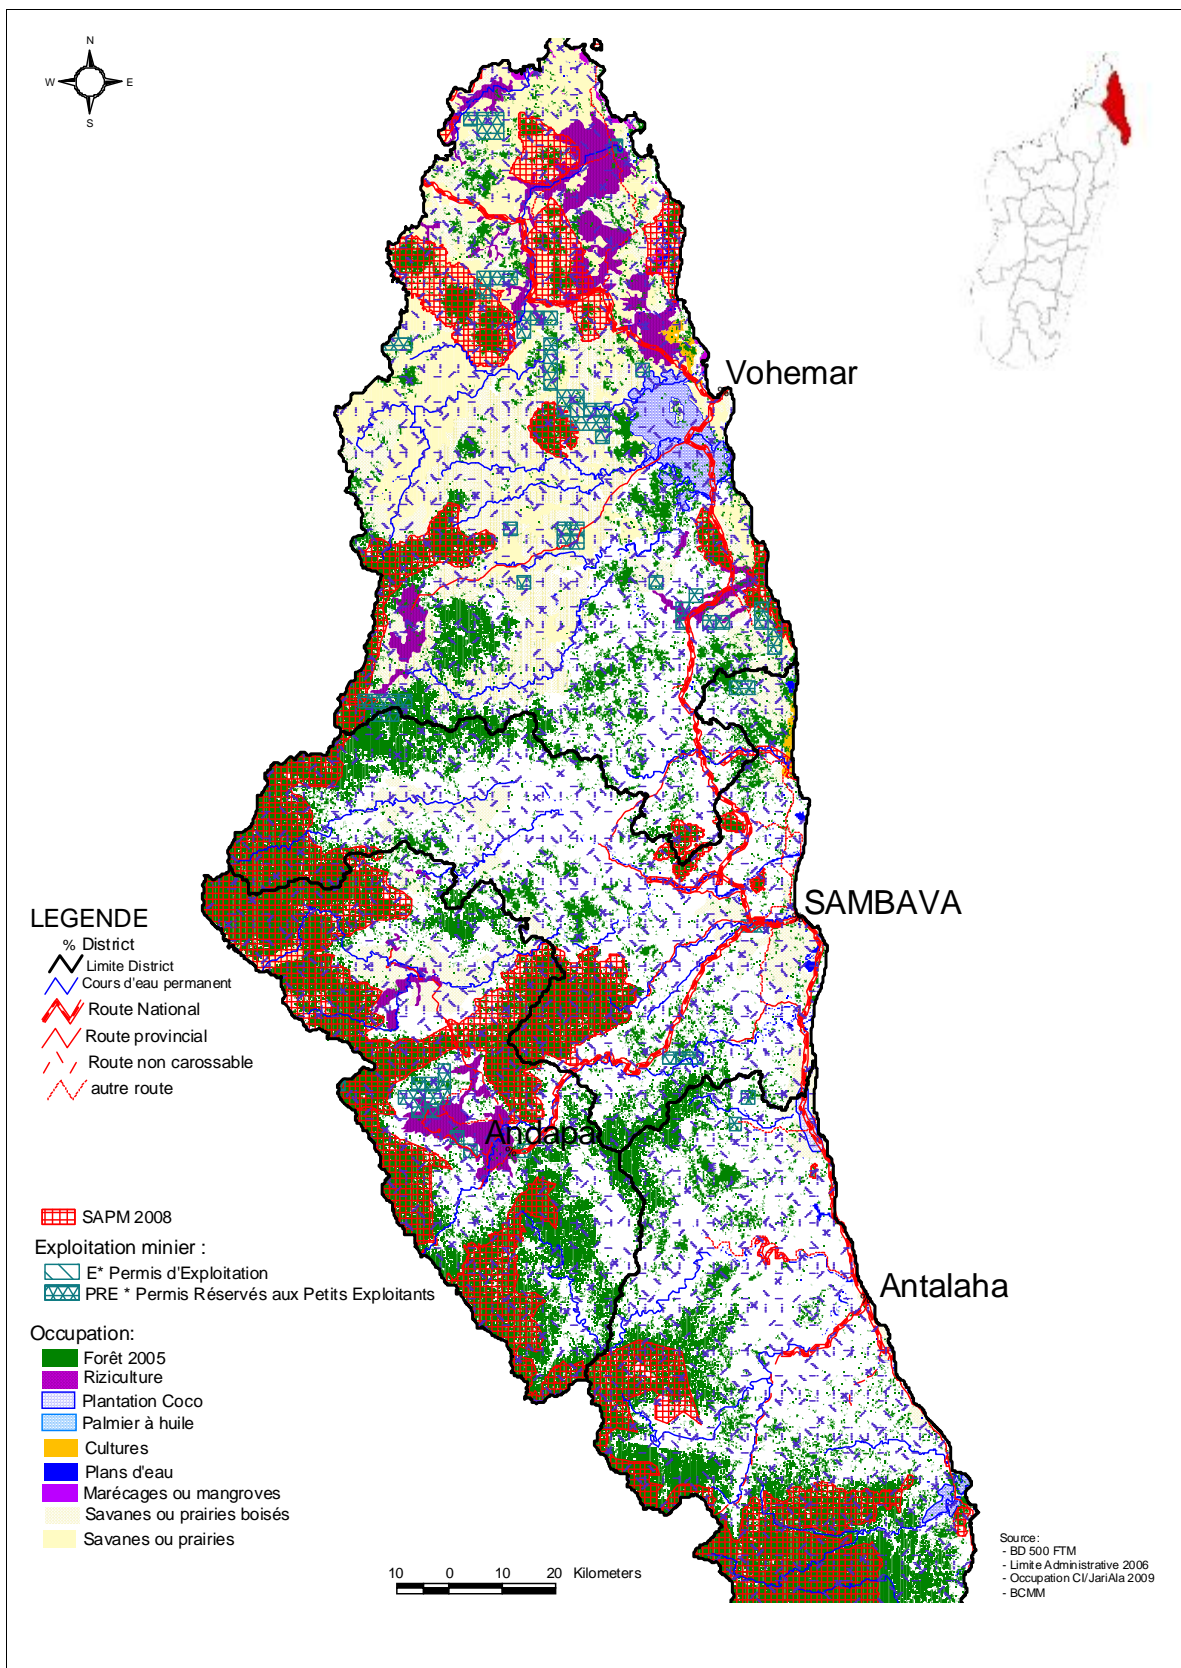 N
W E
S
Vohemar
SAMBAVA
Andapa
Antalaha
LEGENDE
% District
Limite District
Cours d'eau permanent
Route National
Route provincial
Route non carossable
autre route
SAPM 2008
Exploitation minier :
E* Permis d'Exploitation
PRE * Permis Réservés aux Petits Exploitants
Occupation:
Forêt 2005
Riziculture
Plantation Coco
Palmier à huile
Cultures
Plans d'eau
Marécages ou mangroves
Savanes ou prairies boisés
Savanes ou prairies
10 0 10 20 Kilometers
Source:
- BD 500 FTM
- Limite Administrative 2006
- Occupation CI/JariAla 2009
- BCMM